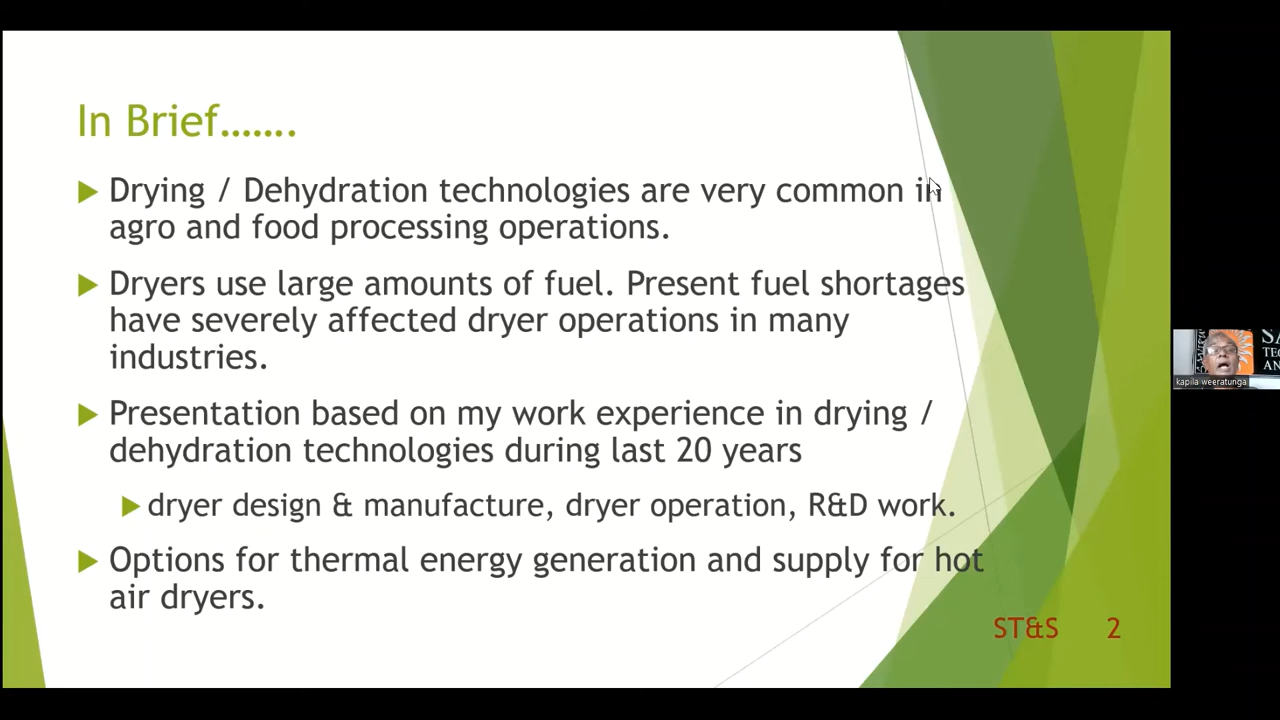 In Brief…….
Drying / Dehydration technologies are very common in
agro and food processing operations.
Dryers use large amounts of fuel. Present fuel shortages
have severely affected dryer operations in many
industries.
Presentation based on my work experience in drying /
dehydration technologies during last 20 years
dryer design & manufacture, dryer operation, R&D work.
Options for thermal energy generation and supply for hot
air dryers.
ST&S 2
kapila weeratunga